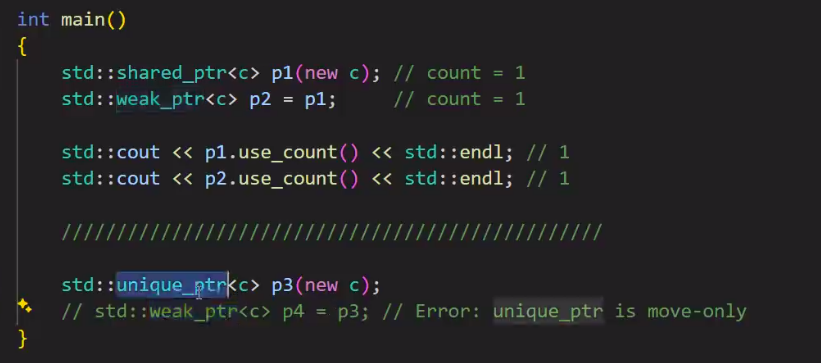 int main()
{
std::shared_ptr<c> p1(new c); // count = 1
std::weak_ptr<c> p2 = p1; // count = 1
std::cout << p1.use_count() << std::endl; // 1
std::cout << p2.use_count() << std::endl; // 1
///////////////////////////////////////////////////
std::unique_ptr<c> p3(new c);
// std::weak_ptr<c> p4 = p3; // Error: unique_ptr is move-only
}